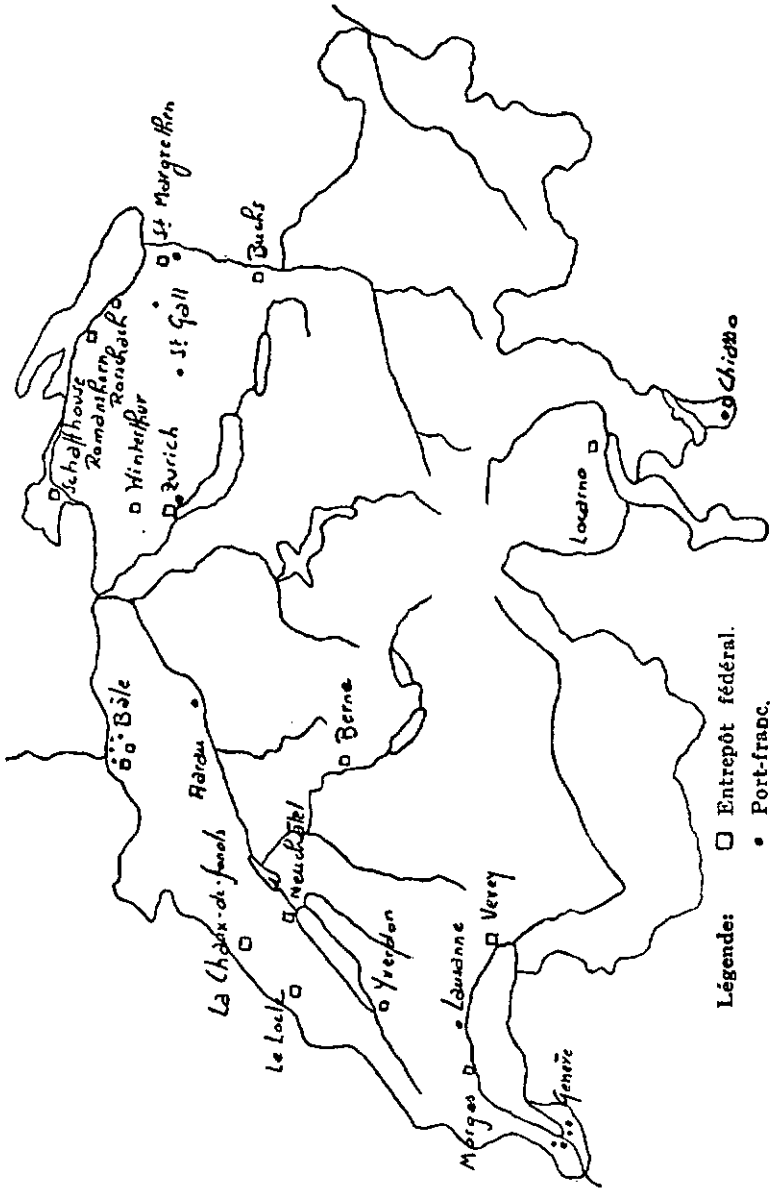 Schaffhouse
Romanshorn
Rorschach
St Margrethen
Winterthur
Zurich
St Gall
Buchs
Bâle
Aarau
La Chaux-de-fonds
Le Locle
Neuchâtel
Berne
Yverdon
Lausanne
Vevey
Morges
Genève
Locarno
Chiasso
Légende:
Entrepôt fédéral.
Port-franc.